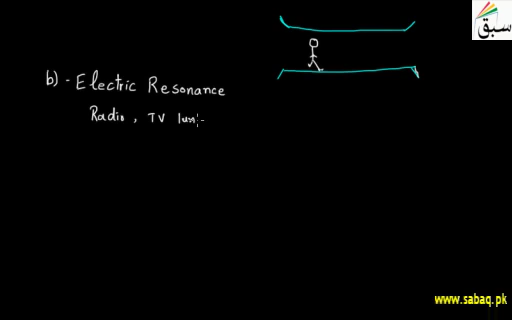 سبق
b) - Electric Resonance
Radio , TV
www.sabaq.pk